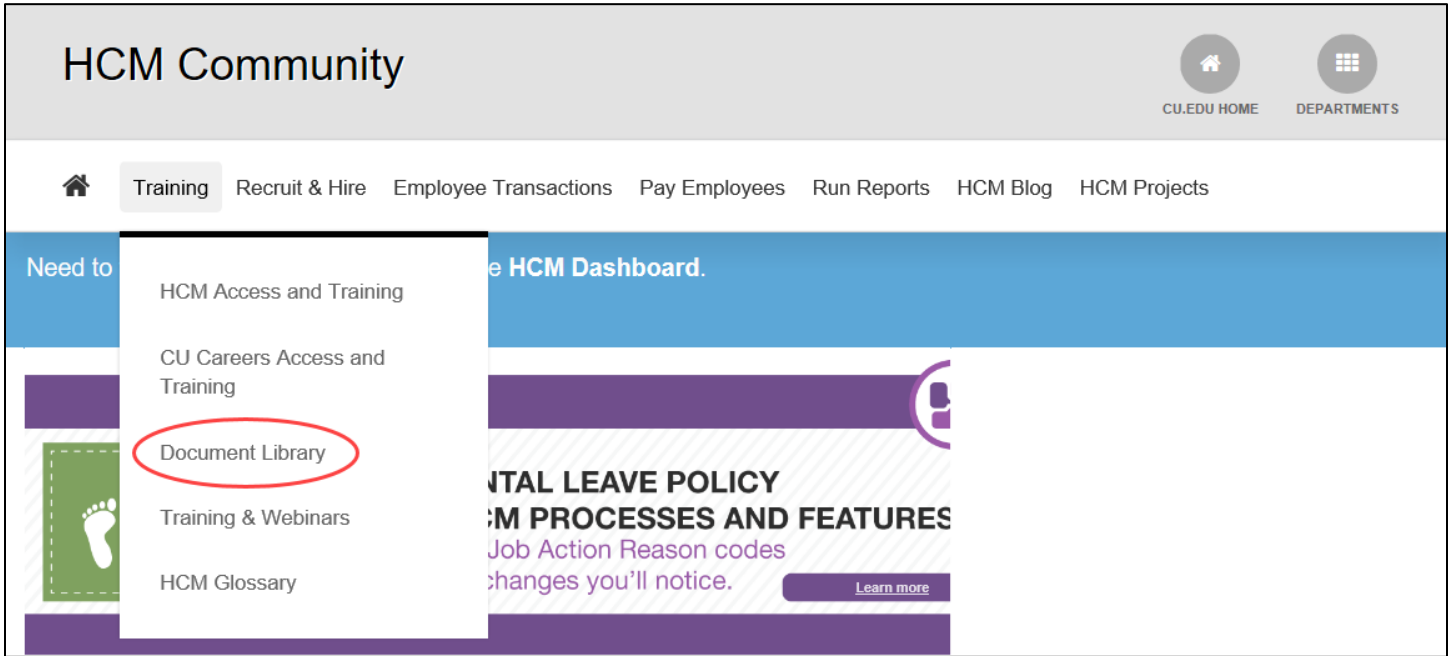 HCM Community
CU.EDU HOME
DEPARTMENTS
Training Recruit & Hire Employee Transactions Pay Employees Run Reports HCM Blog HCM Projects
Need to
e HCM Dashboard.
HCM Access and Training
CU Careers Access and
Training
Document Library
Training & Webinars
HCM Glossary
NTAL LEAVE POLICY
CM PROCESSES AND FEATURES
Job Action Reason codes
changes you'll notice.
Learn more